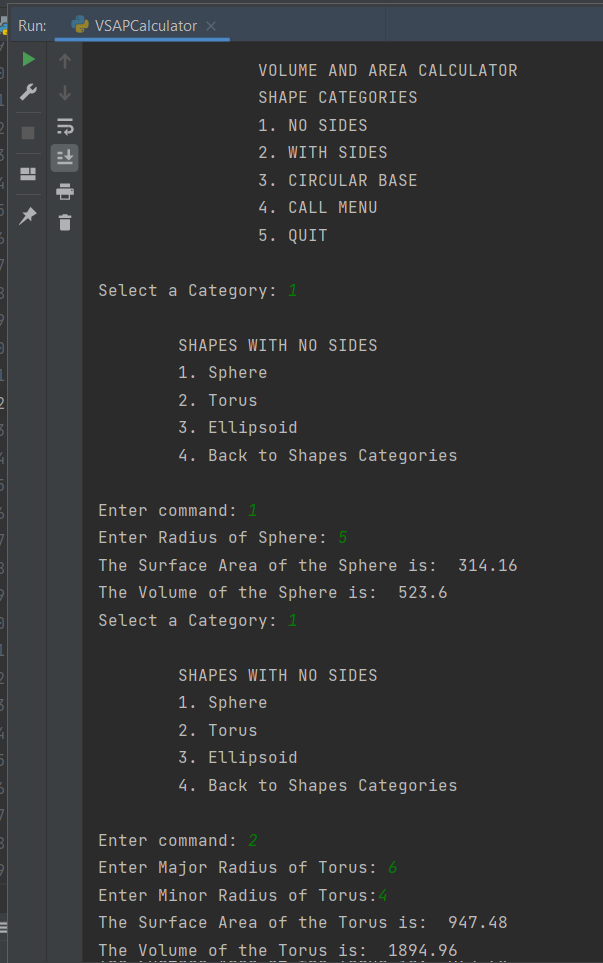 Run: VSAPCalculator
VOLUME AND AREA CALCULATOR
SHAPE CATEGORIES
1. NO SIDES
2. WITH SIDES
3. CIRCULAR BASE
4. CALL MENU
5. QUIT
Select a Category: 1
SHAPES WITH NO SIDES
1. Sphere
2. Torus
3. Ellipsoid
4. Back to Shapes Categories
Enter command: 1
Enter Radius of Sphere: 5
The Surface Area of the Sphere is:  314.16
The Volume of the Sphere is:  523.6
Select a Category: 1
SHAPES WITH NO SIDES
1. Sphere
2. Torus
3. Ellipsoid
4. Back to Shapes Categories
Enter command: 2
Enter Major Radius of Torus: 6
Enter Minor Radius of Torus:4
The Surface Area of the Torus is:  947.48
The Volume of the Torus is:  1894.96